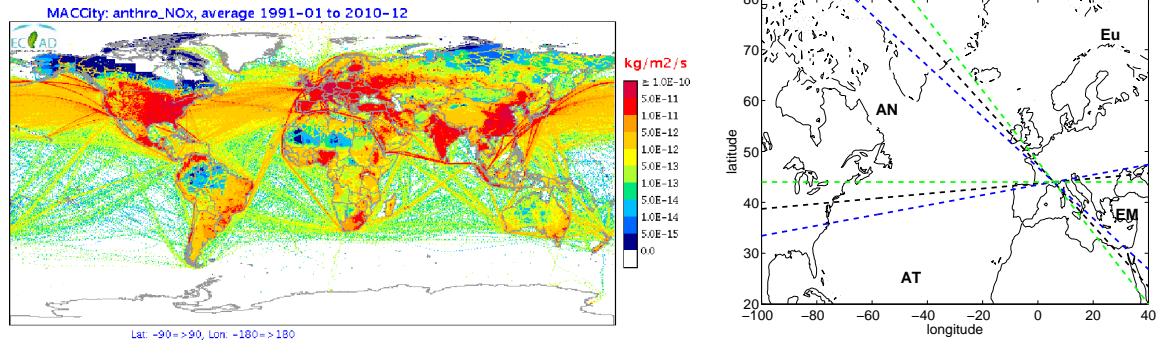 MACCity: anthro_NOx, average 1991-01 to 2010-12
ECCAD
kg/m2/s
≥ 1.0E-10
5.0E-11
1.0E-11
5.0E-12
1.0E-12
5.0E-13
1.0E-13
5.0E-14
1.0E-14
5.0E-15
0.0
Lat: -90=>90, Lon: -180=>180
80
70
60
50
40
30
20
latitude
−100
−80
−60
−40
−20
0
20
40
longitude
Eu
AN
EM
AT